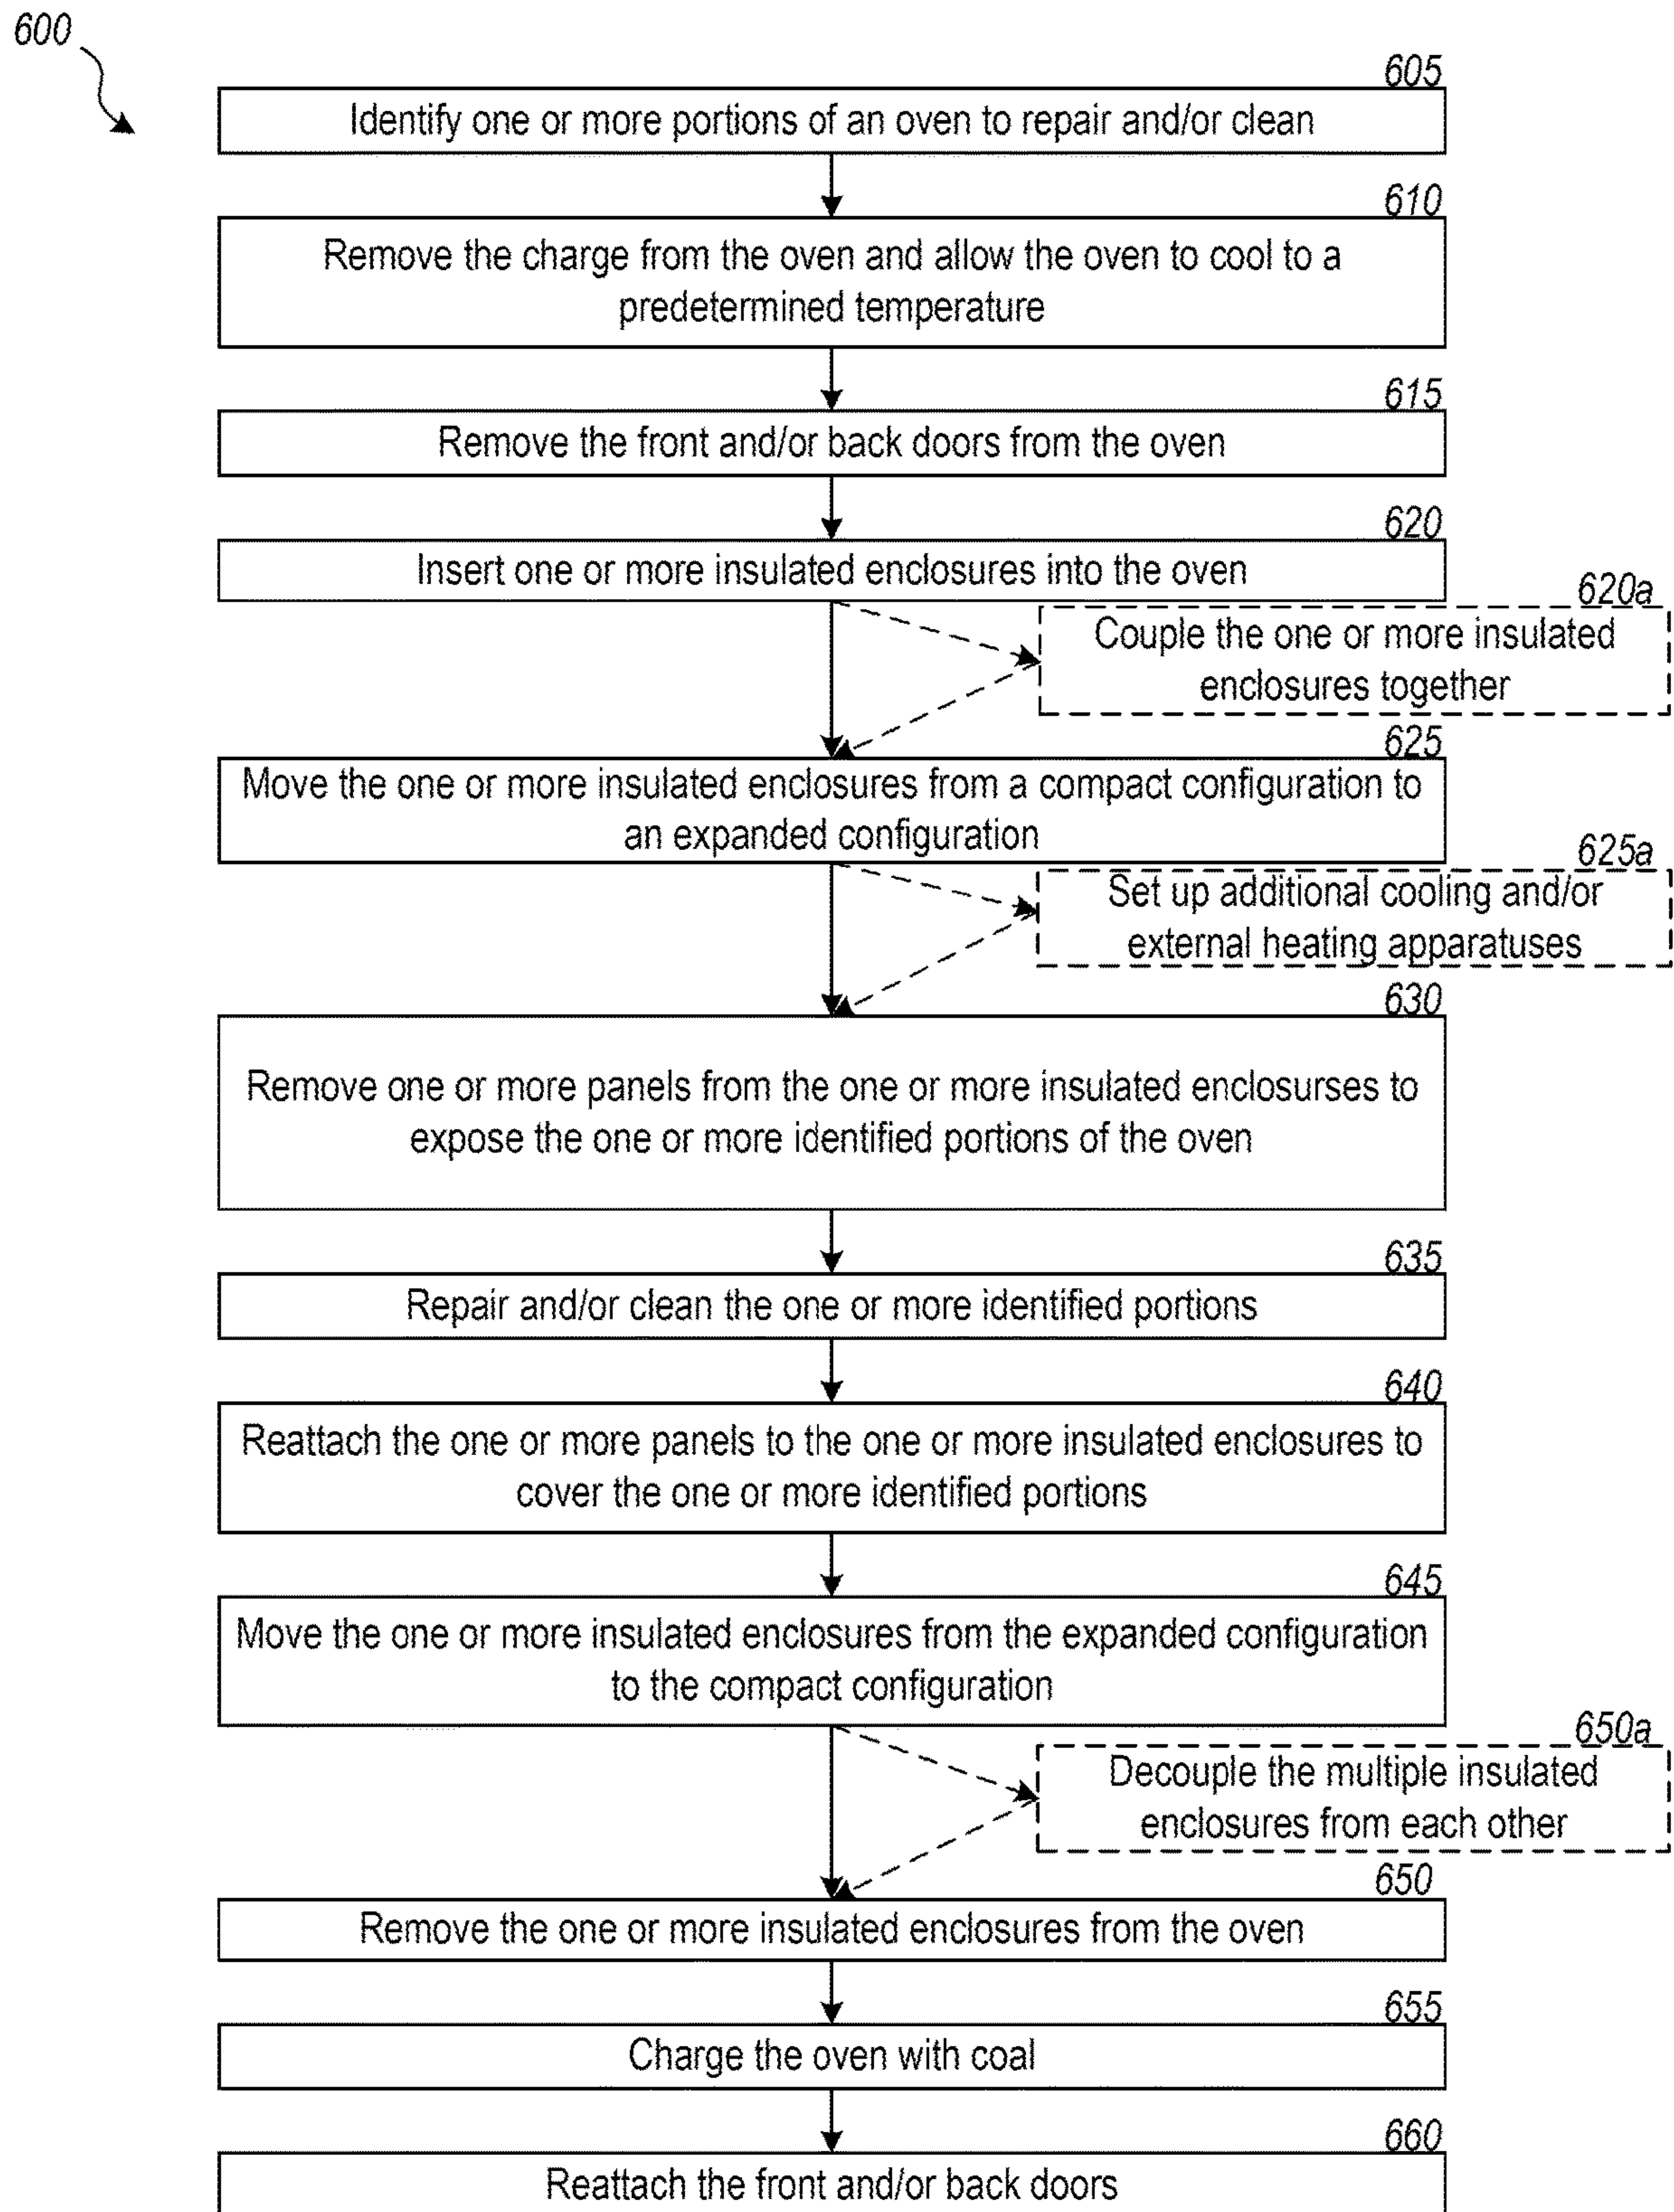 600
605
Identify one or more portions of an oven to repair and/or clean
610
Remove the charge from the oven and allow the oven to cool to a
predetermined temperature
615
Remove the front and/or back doors from the oven
620
Insert one or more insulated enclosures into the oven
620a
Couple the one or more insulated
enclosures together
625
Move the one or more insulated enclosures from a compact configuration to
an expanded configuration
625a
Set up additional cooling and/or
external heating apparatuses
630
Remove one or more panels from the one or more insulated enclosurses to
expose the one or more identified portions of the oven
635
Repair and/or clean the one or more identified portions
640
Reattach the one or more panels to the one or more insulated enclosures to
cover the one or more identified portions
645
Move the one or more insulated enclosures from the expanded configuration
to the compact configuration
650a
Decouple the multiple insulated
enclosures from each other
650
Remove the one or more insulated enclosures from the oven
655
Charge the oven with coal
660
Reattach the front and/or back doors